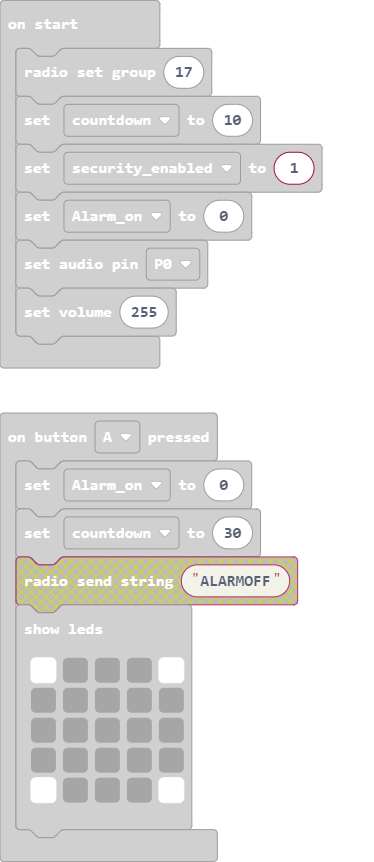 on start
radio set group 17
set countdown to 10
set security_enabled to 1
set Alarm_on to 0
set audio pin P0
set volume 255
on button A pressed
set Alarm_on to 0
set countdown to 30
radio send string "ALARMOFF"
show leds